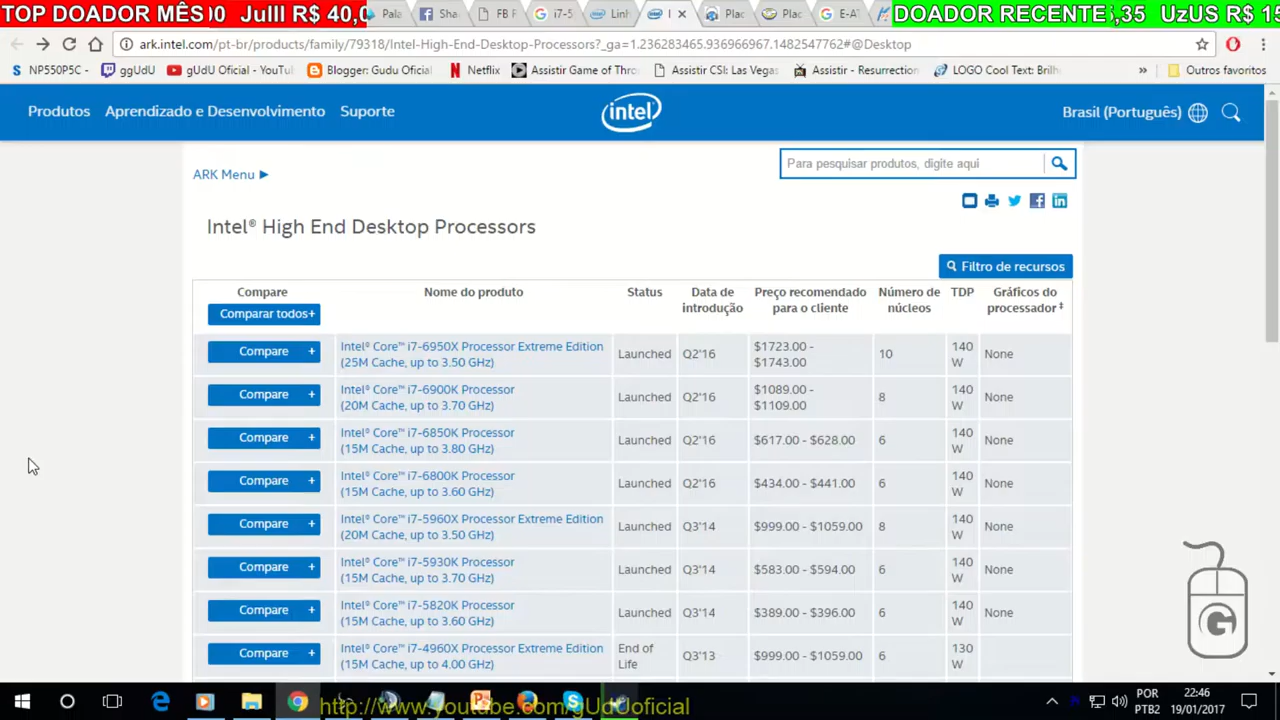 TOP DOADOR MÊS 00 JulII R$ 40,0
Pala
Sha
FB F
i7-5
Linh
I
Plac
Plac
E-A
DOADOR RECENTE ,35 UzUS R$ 15
ark.intel.com/pt-br/products/family/79318/Intel-High-End-Desktop-Processors?_ga=1.236283465.936966967.1482547762#@Desktop
NP550P5C -
ggUdU
gUdU Oficial - YouTu
Blogger: Gudu Oficial
Netflix
Assistir Game of Thro
Assistir CSI: Las Vegas
Assistir - Resurrection
LOGO Cool Text: Brilh
»
Outros favoritos
Produtos
Aprendizado e Desenvolvimento
Suporte
intel
Brasil (Português)
ARK Menu ►
Para pesquisar produtos, digite aqui
Intel® High End Desktop Processors
Filtro de recursos
Compare
Comparar todos+
Nome do produto
Status
Data de
introdução
Preço recomendado
para o cliente
Número de
núcleos
TDP
Gráficos do
processador ‡
Compare +
Intel® Core™ i7-6950X Processor Extreme Edition
(25M Cache, up to 3.50 GHz)
Launched
Q2'16
$1723.00 -
$1743.00
10
140
W
None
Compare +
Intel® Core™ i7-6900K Processor
(20M Cache, up to 3.70 GHz)
Launched
Q2'16
$1089.00 -
$1109.00
8
140
W
None
Compare +
Intel® Core™ i7-6850K Processor
(15M Cache, up to 3.80 GHz)
Launched
Q2'16
$617.00 - $628.00
6
140
W
None
Compare +
Intel® Core™ i7-6800K Processor
(15M Cache, up to 3.60 GHz)
Launched
Q2'16
$434.00 - $441.00
6
140
W
None
Compare +
Intel® Core™ i7-5960X Processor Extreme Edition
(20M Cache, up to 3.50 GHz)
Launched
Q3'14
$999.00 - $1059.00
8
140
W
None
Compare +
Intel® Core™ i7-5930K Processor
(15M Cache, up to 3.70 GHz)
Launched
Q3'14
$583.00 - $594.00
6
140
W
None
Compare +
Intel® Core™ i7-5820K Processor
(15M Cache, up to 3.60 GHz)
Launched
Q3'14
$389.00 - $396.00
6
140
W
None
Compare +
Intel® Core™ i7-4960X Processor Extreme Edition
(15M Cache, up to 4.00 GHz)
End of
Life
Q3'13
$999.00 - $1059.00
6
130
W
G
http://www.youtube.com/gUdUoficial
POR
PTB2
22:46
19/01/2017